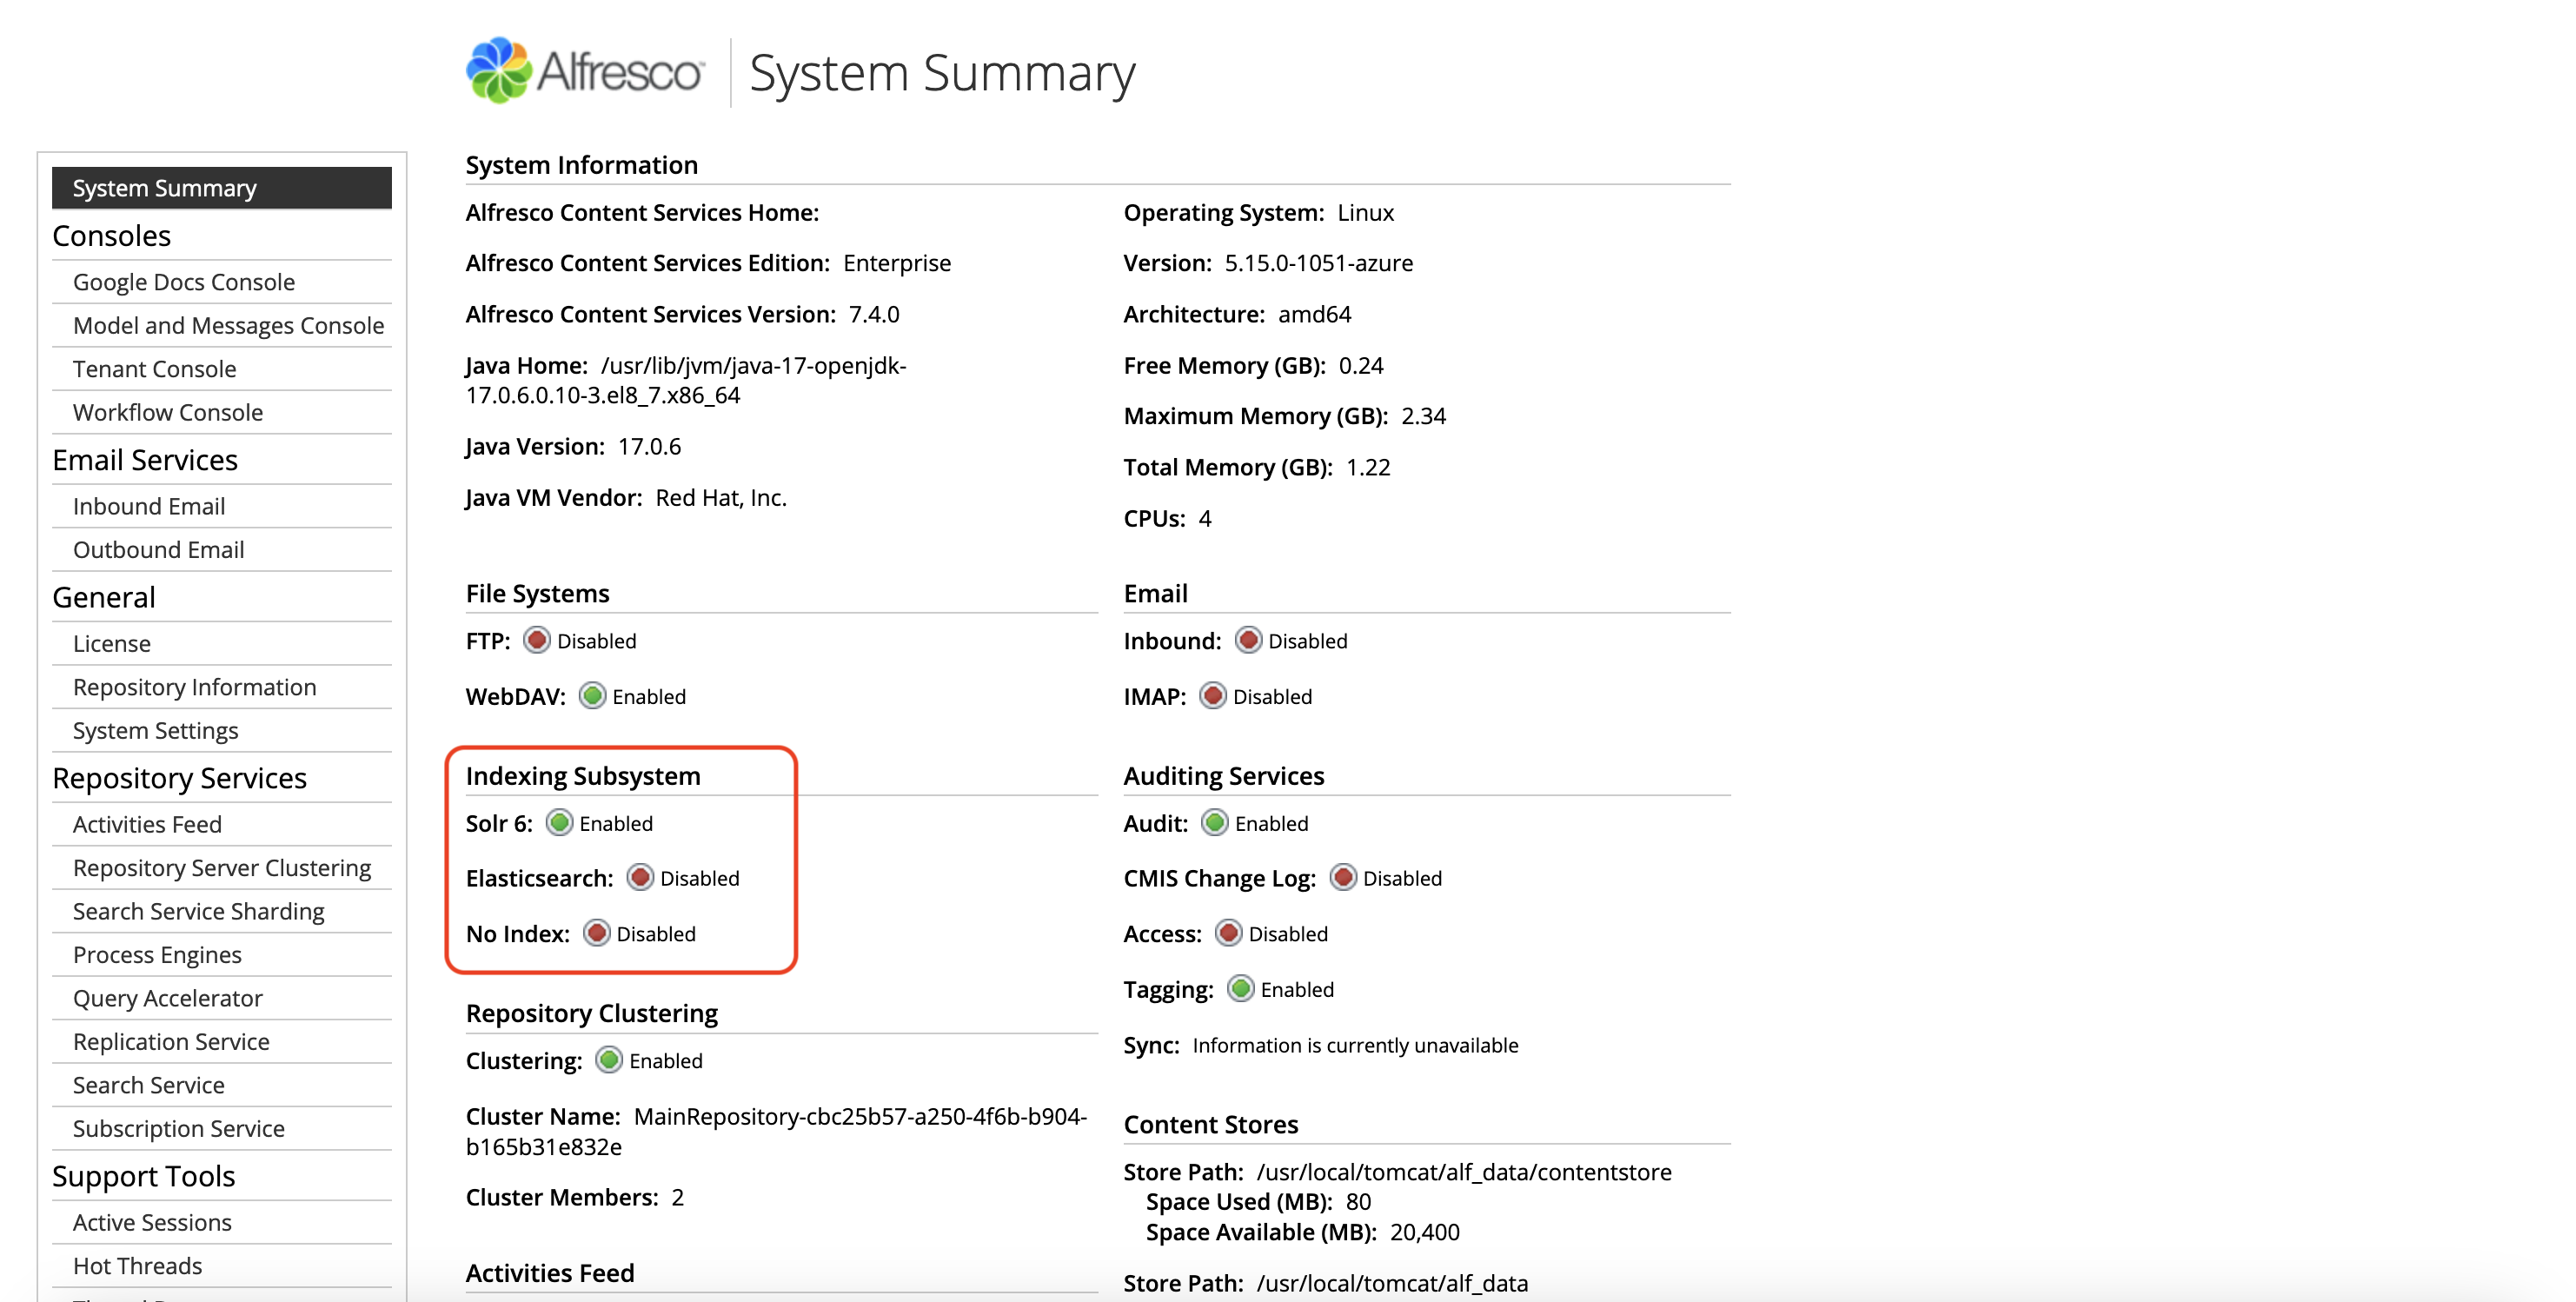 Alfresco™
System Summary
System Summary
Consoles
Google Docs Console
Model and Messages Console
Tenant Console
Workflow Console
Email Services
Inbound Email
Outbound Email
General
License
Repository Information
System Settings
Repository Services
Activities Feed
Repository Server Clustering
Search Service Sharding
Process Engines
Query Accelerator
Replication Service
Search Service
Subscription Service
Support Tools
Active Sessions
Hot Threads
System Information
Alfresco Content Services Home:
Alfresco Content Services Edition: Enterprise
Alfresco Content Services Version: 7.4.0
Java Home: /usr/lib/jvm/java-17-openjdk-
17.0.6.0.10-3.el8_7.x86_64
Java Version: 17.0.6
Java VM Vendor: Red Hat, Inc.
Operating System: Linux
Version: 5.15.0-1051-azure
Architecture: amd64
Free Memory (GB): 0.24
Maximum Memory (GB): 2.34
Total Memory (GB): 1.22
CPUs: 4
File Systems
FTP: Disabled
WebDAV: Enabled
Email
Inbound: Disabled
IMAP: Disabled
Indexing Subsystem
Solr 6: Enabled
Elasticsearch: Disabled
No Index: Disabled
Auditing Services
Audit: Enabled
CMIS Change Log: Disabled
Access: Disabled
Tagging: Enabled
Sync: Information is currently unavailable
Repository Clustering
Clustering: Enabled
Cluster Name: MainRepository-cbc25b57-a250-4f6b-b904-
b165b31e832e
Cluster Members: 2
Content Stores
Store Path: /usr/local/tomcat/alf_data/contentstore
Space Used (MB): 80
Space Available (MB): 20,400
Store Path: /usr/local/tomcat/alf_data
Activities Feed